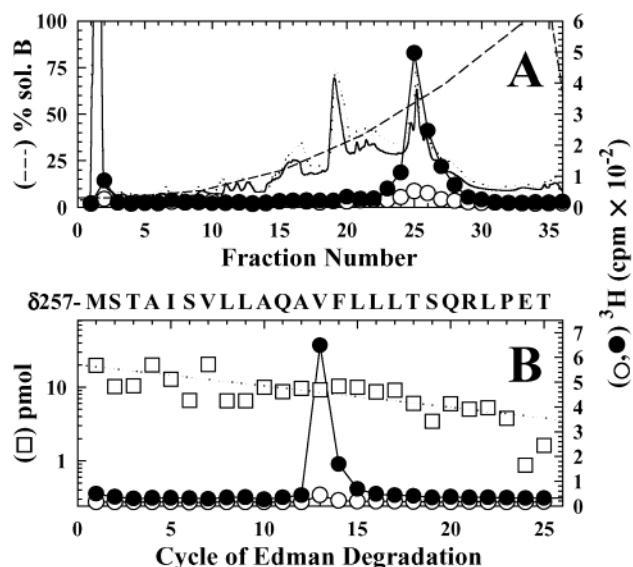 A
(---) % sol. B
100
75
50
25
0
6
5
4
3
2
1
0
0 5 10 15 20 25 30 35
Fraction Number
(○,●) ³H (cpm × 10⁻²)
δ257- M S T A I S V L L A Q A V F L L L T S Q R L P E T
B
(□) pmol
10
1
7
6
5
4
3
2
1
0
0 5 10 15 20 25
Cycle of Edman Degradation